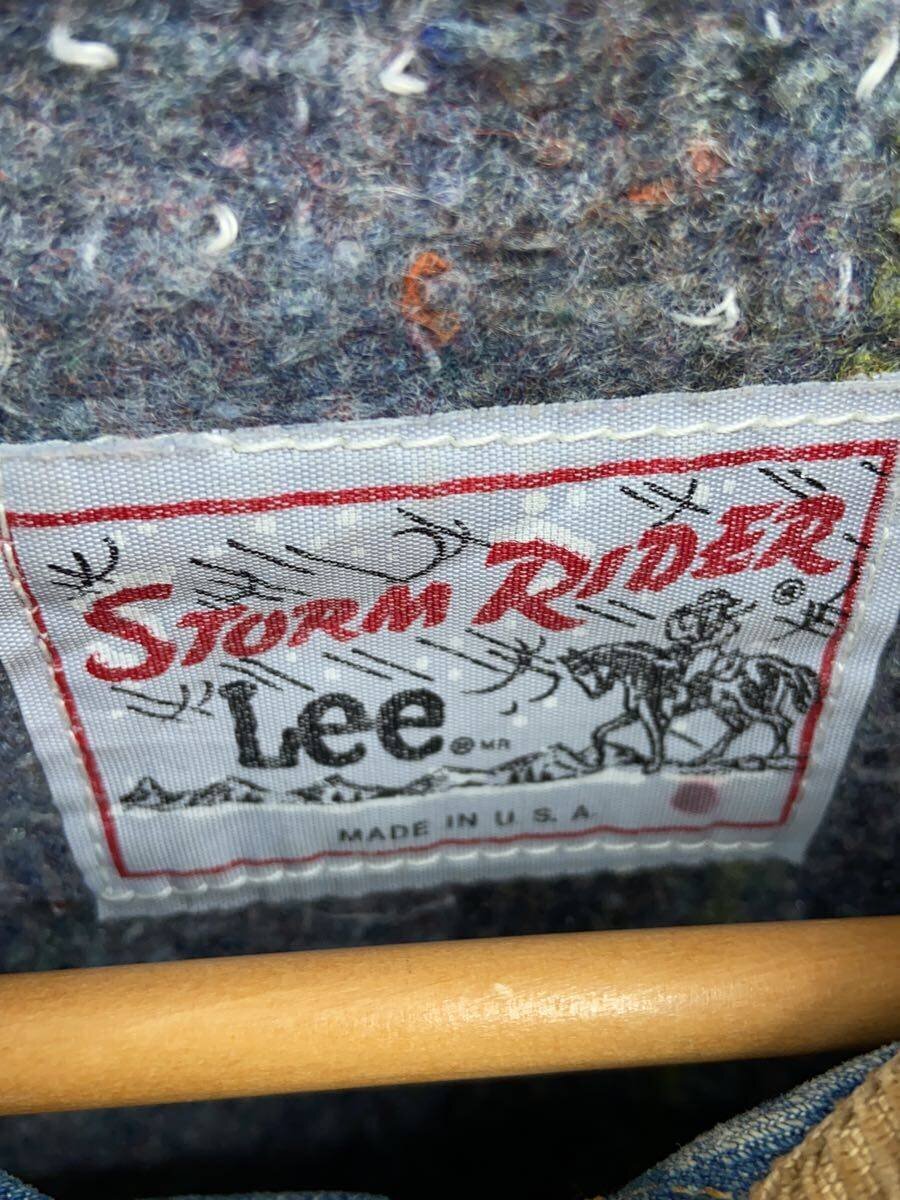 STORM RIDER ®
Lee ® MR
MADE IN U. S. A.